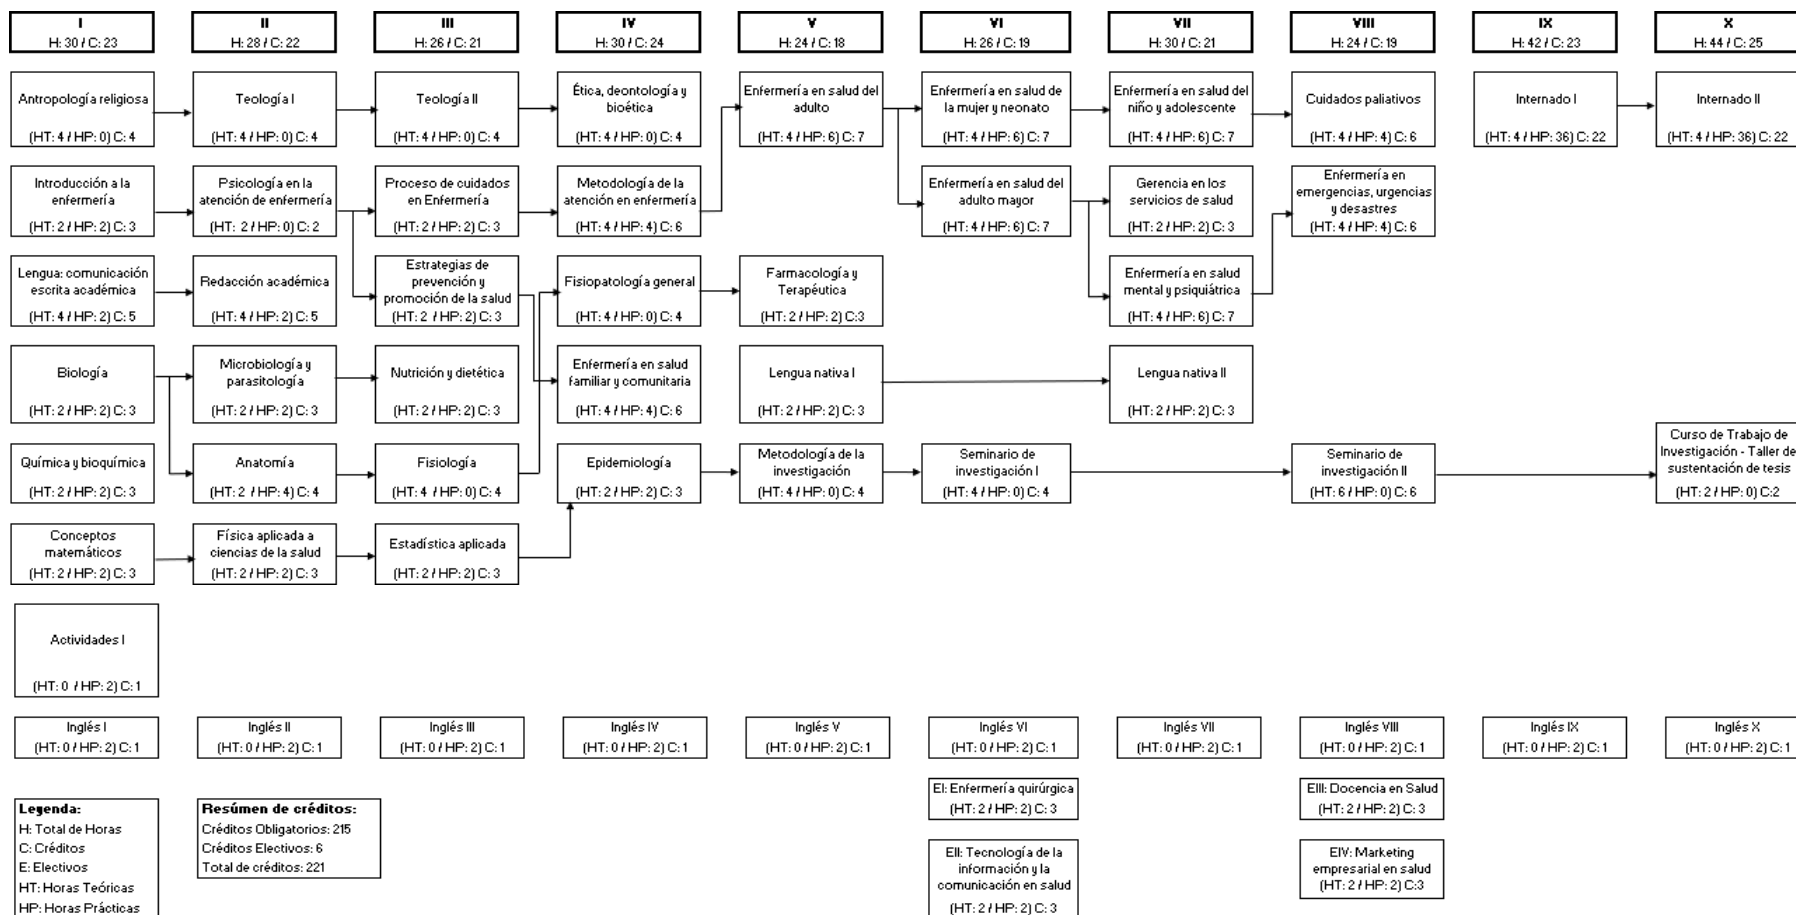 I
H: 30 / C: 23
II
H: 28 / C: 22
III
H: 26 / C: 21
IV
H: 30 / C: 24
V
H: 24 / C: 18
VI
H: 26 / C: 19
VII
H: 30 / C: 21
VIII
H: 24 / C: 19
IX
H: 42 / C: 23
X
H: 44 / C: 25
Antropología religiosa
(HT: 4 / HP: 0) C: 4
Teología I
(HT: 4 / HP: 0) C: 4
Teología II
(HT: 4 / HP: 0) C: 4
Ética, deontología y
bioética
(HT: 4 / HP: 0) C: 4
Enfermería en salud del
adulto
(HT: 4 / HP: 6) C: 7
Enfermería en salud de
la mujer y neonato
(HT: 4 / HP: 6) C: 7
Enfermería en salud del
niño y adolescente
(HT: 4 / HP: 6) C: 7
Cuidados paliativos
(HT: 4 / HP: 4) C: 6
Internado I
(HT: 4 / HP: 36) C: 22
Internado II
(HT: 4 / HP: 36) C: 22
Introducción a la
enfermería
(HT: 2 / HP: 2) C: 3
Psicología en la
atención de enfermería
(HT: 2 / HP: 0) C: 2
Proceso de cuidados
en Enfermería
(HT: 2 / HP: 2) C: 3
Metodología de la
atención en enfermería
(HT: 4 / HP: 4) C: 6
Enfermería en salud del
adulto mayor
(HT: 4 / HP: 6) C: 7
Gerencia en los
servicios de salud
(HT: 2 / HP: 2) C: 3
Enfermería en
emergencias, urgencias
y desastres
(HT: 4 / HP: 4) C: 6
Lengua: comunicación
escrita académica
(HT: 4 / HP: 2) C: 5
Redacción académica
(HT: 4 / HP: 2) C: 5
Estrategias de
prevención y
promoción de la salud
(HT: 2 / HP: 2) C: 3
Fisiopatología general
(HT: 4 / HP: 0) C: 4
Farmacología y
Terapéutica
(HT: 2 / HP: 2) C:3
Enfermería en salud
mental y psiquiátrica
(HT: 4 / HP: 6) C: 7
Biología
(HT: 2 / HP: 2) C: 3
Microbiología y
parasitología
(HT: 2 / HP: 2) C: 3
Nutrición y dietética
(HT: 2 / HP: 2) C: 3
Enfermería en salud
familiar y comunitaria
(HT: 4 / HP: 4) C: 6
Lengua nativa I
(HT: 2 / HP: 2) C: 3
Lengua nativa II
(HT: 2 / HP: 2) C: 3
Química y bioquímica
(HT: 2 / HP: 2) C: 3
Anatomía
(HT: 2 / HP: 4) C: 4
Fisiología
(HT: 4 / HP: 0) C: 4
Epidemiología
(HT: 2 / HP: 2) C: 3
Metodología de la
investigación
(HT: 4 / HP: 0) C: 4
Seminario de
investigación I
(HT: 4 / HP: 0) C: 4
Seminario de
investigación II
(HT: 6 / HP: 0) C: 6
Curso de Trabajo de
Investigación - Taller de
sustentación de tesis
(HT: 2 / HP: 0) C:2
Conceptos
matemáticos
(HT: 2 / HP: 2) C: 3
Física aplicada a
ciencias de la salud
(HT: 2 / HP: 2) C: 3
Estadística aplicada
(HT: 2 / HP: 2) C: 3
Actividades I
(HT: 0 / HP: 2) C: 1
Inglés I
(HT: 0 / HP: 2) C: 1
Inglés II
(HT: 0 / HP: 2) C: 1
Inglés III
(HT: 0 / HP: 2) C: 1
Inglés IV
(HT: 0 / HP: 2) C: 1
Inglés V
(HT: 0 / HP: 2) C: 1
Inglés VI
(HT: 0 / HP: 2) C: 1
Inglés VII
(HT: 0 / HP: 2) C: 1
Inglés VIII
(HT: 0 / HP: 2) C: 1
Inglés IX
(HT: 0 / HP: 2) C: 1
Inglés X
(HT: 0 / HP: 2) C: 1
EI: Enfermería quirúrgica
(HT: 2 / HP: 2) C: 3
EIII: Docencia en Salud
(HT: 2 / HP: 2) C: 3
EII: Tecnología de la
información y la
comunicación en salud
(HT: 2 / HP: 2) C: 3
EIV: Marketing
empresarial en salud
(HT: 2 / HP: 2) C:3
Leyenda:
H: Total de Horas
C: Créditos
E: Electivos
HT: Horas Teóricas
HP: Horas Prácticas
Resúmen de créditos:
Créditos Obligatorios: 215
Créditos Electivos: 6
Total de créditos: 221